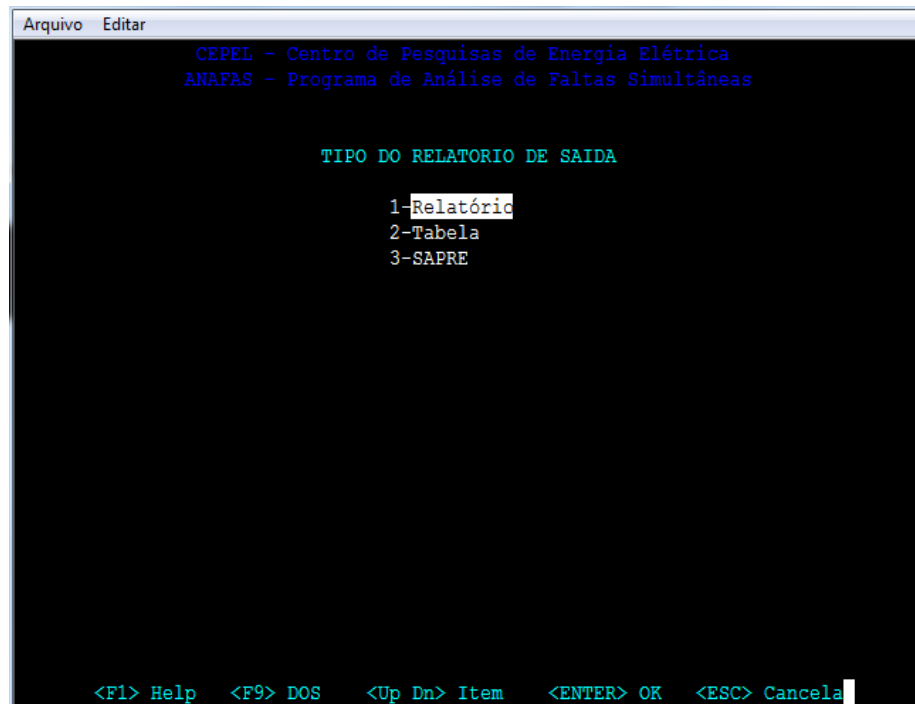 Arquivo Editar
CEPEL - Centro de Pesquisas de Energia Elétrica
ANAFAS - Programa de Análise de Faltas Simultâneas
TIPO DO RELATORIO DE SAIDA
1-Relatório
2-Tabela
3-SAPRE
<F1> Help <F9> DOS <Up Dn> Item <ENTER> OK <ESC> Cancela